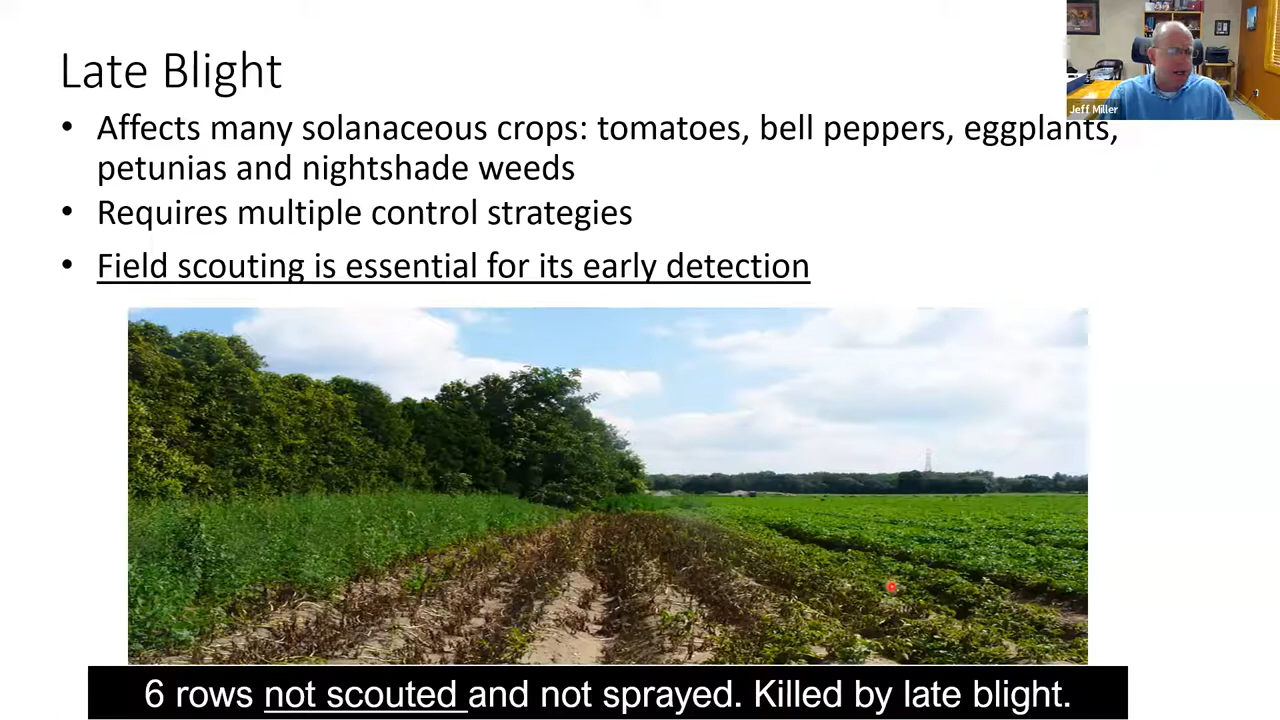 Late Blight
Jeff Miller
• Affects many solanaceous crops: tomatoes, bell peppers, eggplants,
petunias and nightshade weeds
• Requires multiple control strategies
• Field scouting is essential for its early detection
6 rows not scouted and not sprayed. Killed by late blight.